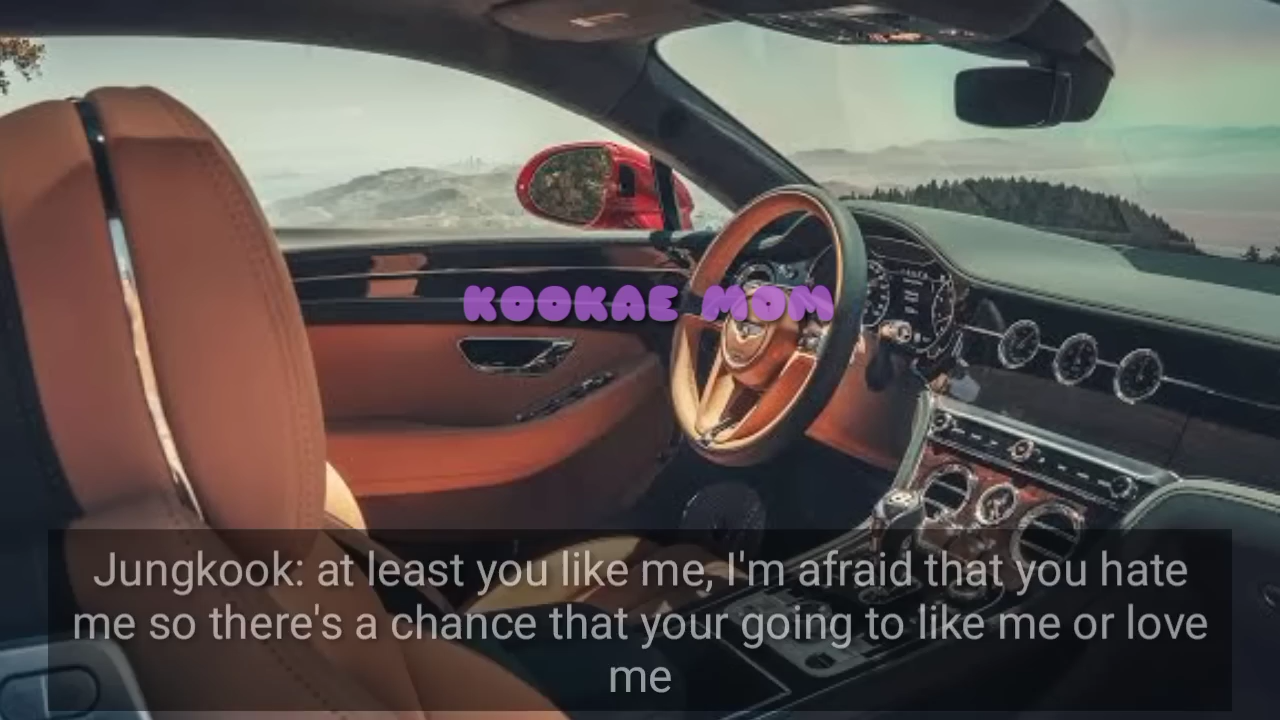 KOOKAE MOM
Jungkook: at least you like me, I'm afraid that you hate
me so there's a chance that your going to like me or love
me